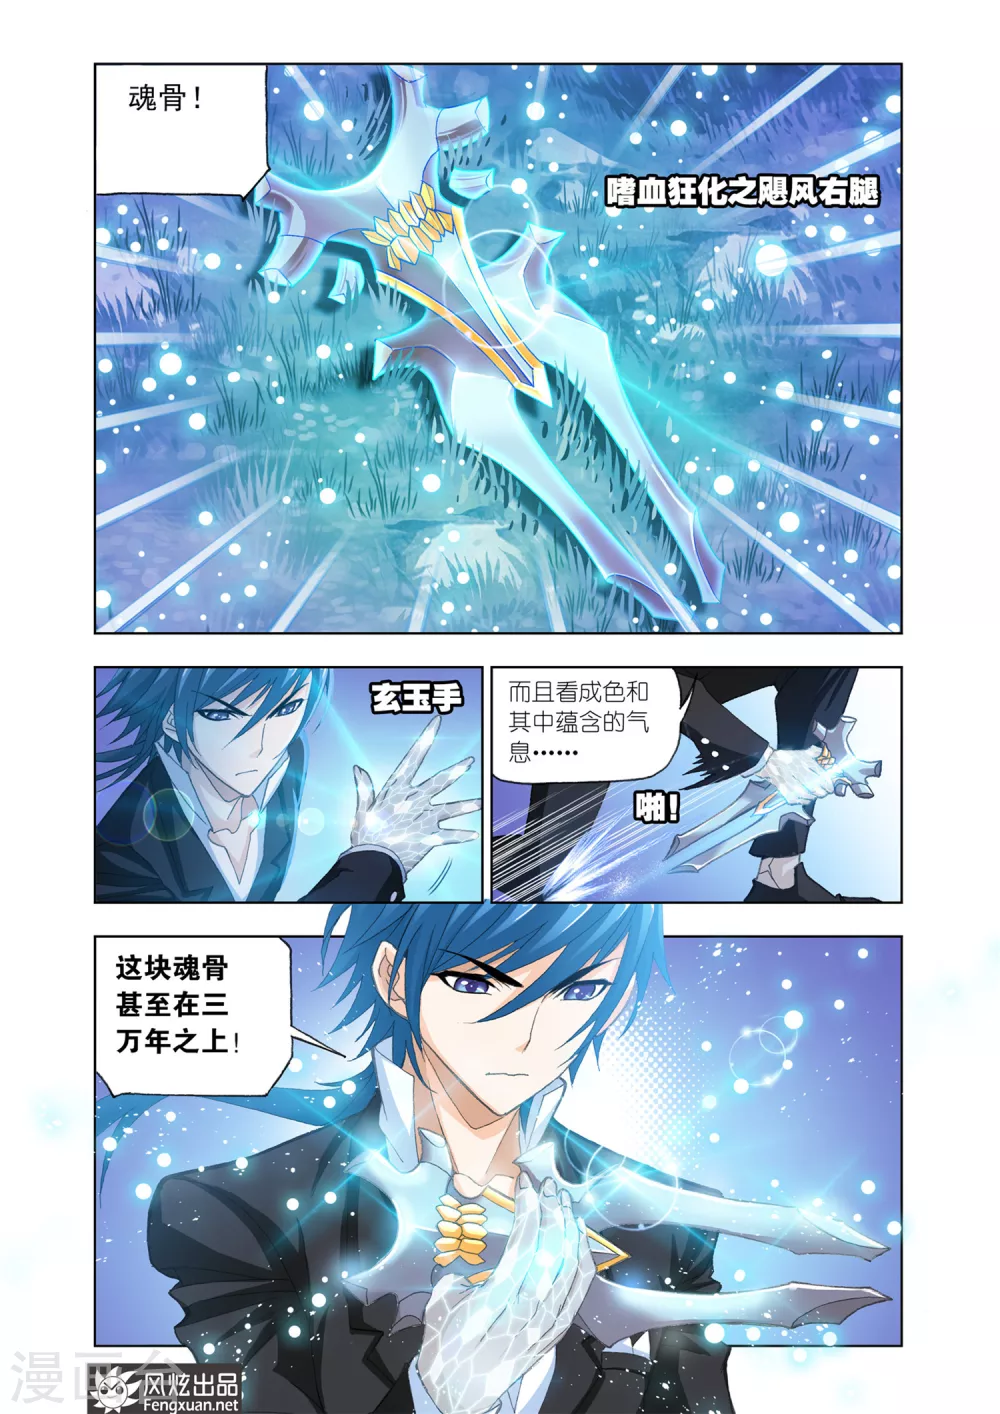 魂骨！
嗜血狂化之飓风右腿
玄玉手
而且看成色和
其中蕴含的气
息……
啪！
这块魂骨
甚至在三
万年之上！
漫画台
风炫出品
Fengxuan.net